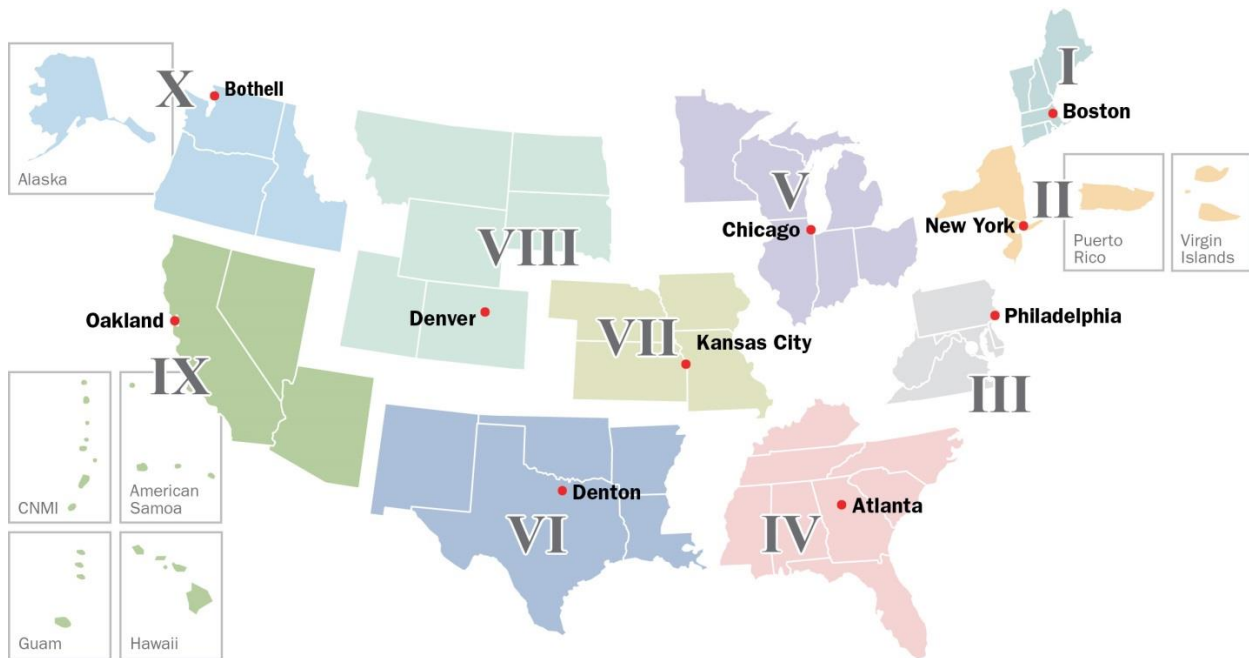 X
Bothell
Alaska
I
Boston
II
New York
Puerto
Rico
Virgin
Islands
V
Chicago
VIII
Denver
Oakland
IX
VII
Kansas City
Philadelphia
III
CNMI
American
Samoa
Denton
VI
Atlanta
IV
Guam
Hawaii